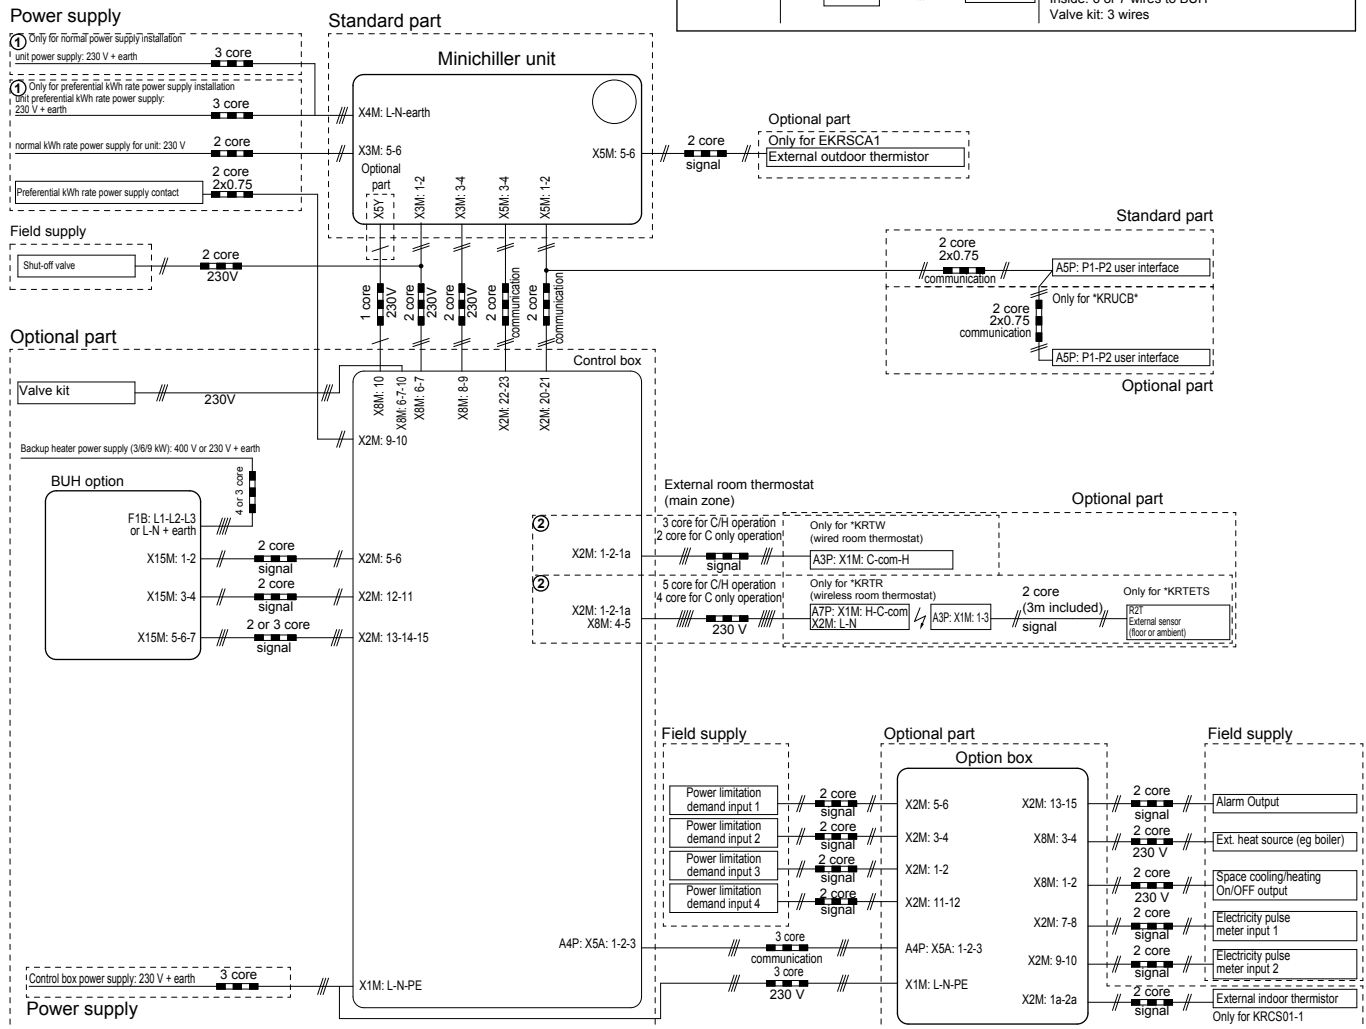 Inside: 6 or 7 wires to BUH
Valve kit: 3 wires
Power supply
1 Only for normal power supply installation
unit power supply: 230 V + earth
3 core
1 Only for preferential kWh rate power supply installation
unit preferential kWh rate power supply:
230 V + earth
3 core
normal kWh rate power supply for unit: 230 V
2 core
Preferential kWh rate power supply contact
2 core
2x0.75
Field supply
Shut-off valve
2 core
230V
Standard part
Minichiller unit
X4M: L-N-earth
X3M: 5-6
X5M: 5-6
Optional
part
X5Y
X3M: 1-2
X3M: 3-4
X5M: 3-4
X5M: 1-2
1 core
230V
2 core
230V
2 core
230V
2 core
communication
2 core
communication
2 core
signal
Optional part
Only for EKRSCA1
External outdoor thermistor
Standard part
2 core
2x0.75
communication
A5P: P1-P2 user interface
Only for *KRUCB*
2 core
2x0.75
communication
A5P: P1-P2 user interface
Optional part
Optional part
Control box
Valve kit
230V
X8M: 10
X8M: 6-7-10
X8M: 6-7
X8M: 8-9
X2M: 22-23
X2M: 20-21
X2M: 9-10
Backup heater power supply (3/6/9 kW): 400 V or 230 V + earth
4 or 3 core
BUH option
F1B: L1-L2-L3
or L-N + earth
X15M: 1-2
2 core
signal
X2M: 5-6
X15M: 3-4
2 core
signal
X2M: 12-11
X15M: 5-6-7
2 or 3 core
signal
X2M: 13-14-15
External room thermostat
(main zone)
Optional part
2
X2M: 1-2-1a
3 core for C/H operation
2 core for C only operation
signal
Only for *KRTW
(wired room thermostat)
A3P: X1M: C-com-H
2
X2M: 1-2-1a
X8M: 4-5
5 core for C/H operation
4 core for C only operation
230 V
Only for *KRTR
(wireless room thermostat)
A7P: X1M: H-C-com
X2M: L-N
A3P: X1M: 1-3
2 core
(3m included)
signal
Only for *KRTETS
R2T
External sensor
(floor or ambient)
Field supply
Power limitation
demand input 1
2 core
signal
Power limitation
demand input 2
2 core
signal
Power limitation
demand input 3
2 core
signal
Power limitation
demand input 4
2 core
signal
Optional part
Option box
X2M: 5-6
X2M: 3-4
X2M: 1-2
X2M: 11-12
A4P: X5A: 1-2-3
X1M: L-N-PE
X2M: 13-15
X8M: 3-4
X8M: 1-2
X2M: 7-8
X2M: 9-10
X2M: 1a-2a
Field supply
2 core
signal
Alarm Output
2 core
230 V
Ext. heat source (eg boiler)
2 core
230 V
Space cooling/heating
On/OFF output
2 core
signal
Electricity pulse
meter input 1
2 core
signal
Electricity pulse
meter input 2
2 core
signal
External indoor thermistor
Only for KRCS01-1
A4P: X5A: 1-2-3
3 core
communication
3 core
230 V
Control box power supply: 230 V + earth
3 core
X1M: L-N-PE
Power supply